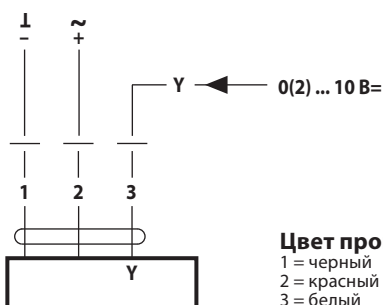 ⊥ ~
– +
Y 0(2) ... 10 В=
1 2 3
Y
Цвет про
1 = черный
2 = красный
3 = белый